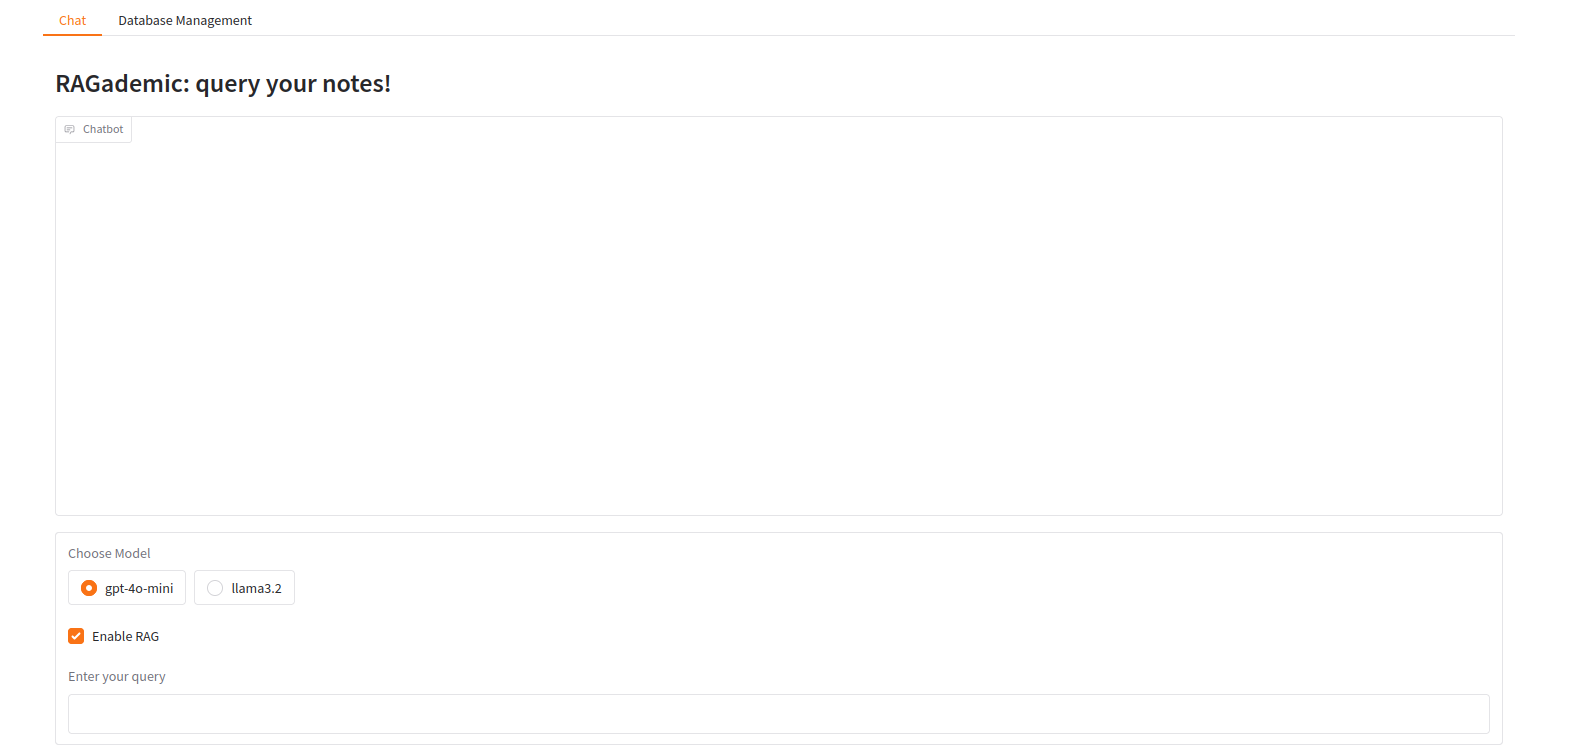 Chat Database Management
RAGademic: query your notes!
Chatbot
Choose Model
gpt-4o-mini llama3.2
Enable RAG
Enter your query